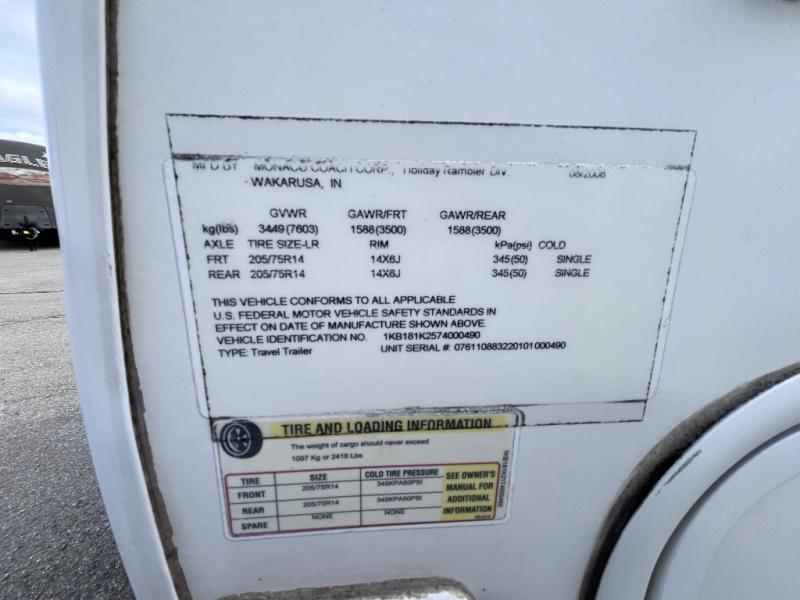 MFD BY MONACO COACH CORP., Holiday Rambler Div. 08/2006
WAKARUSA, IN
GVWR GAWR/FRT GAWR/REAR
kg(lbs) 3449(7603) 1588(3500) 1588(3500)
AXLE TIRE SIZE-LR RIM kPa(psi) COLD
FRT 205/75R14 14X6J 345(50) SINGLE
REAR 205/75R14 14X6J 345(50) SINGLE
THIS VEHICLE CONFORMS TO ALL APPLICABLE
U.S. FEDERAL MOTOR VEHICLE SAFETY STANDARDS IN
EFFECT ON DATE OF MANUFACTURE SHOWN ABOVE.
VEHICLE IDENTIFICATION NO. 1KB181K2574000490
TYPE: Travel Trailer UNIT SERIAL #: 076110883220101000490
TIRE AND LOADING INFORMATION
The weight of cargo should never exceed
1097 Kg or 2418 Lbs
TIRE SIZE COLD TIRE PRESSURE
FRONT 205/75R14 345KPA50PSI
REAR 205/75R14 345KPA50PSI
SPARE NONE NONE
SEE OWNER'S
MANUAL FOR
ADDITIONAL
INFORMATION